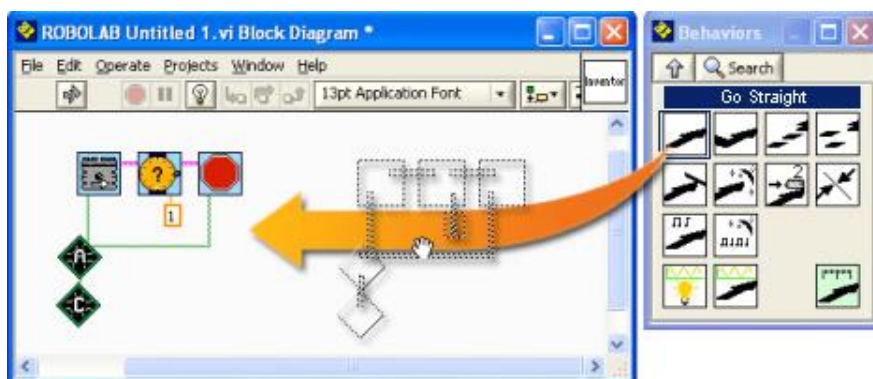 ROBOLAB Untitled 1.vi Block Diagram *
File Edit Operate Projects Window Help
13pt Application Font
Inventor
?
1
A
C
Behaviors
Search
Go Straight
2